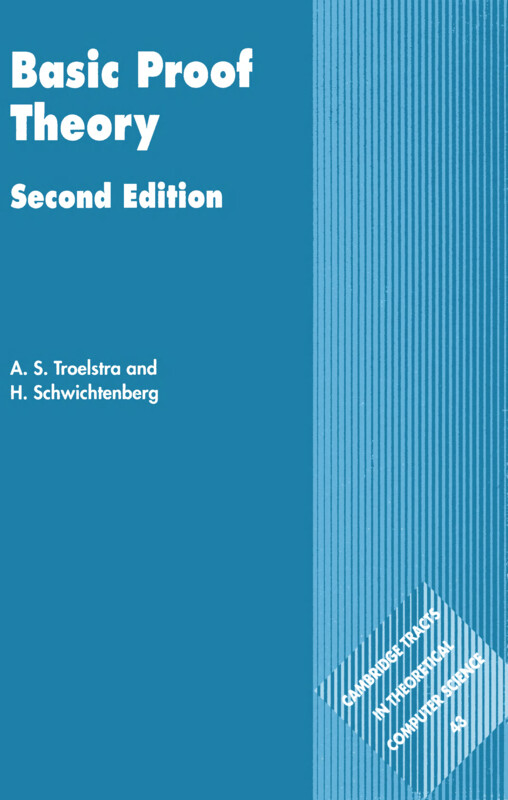 Basic Proof
Theory
Second Edition
A. S. Troelstra and
H. Schwichtenberg
CAMBRIDGE TRACTS
IN THEORETICAL
COMPUTER SCIENCE
43